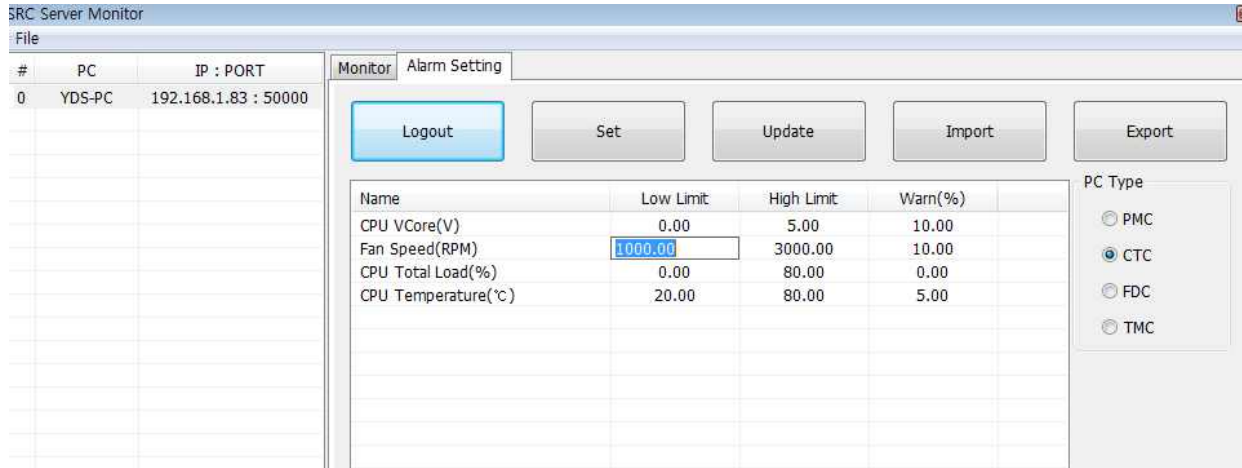 SRC Server Monitor
File
# PC IP : PORT
0 YDS-PC 192.168.1.83 : 50000
Monitor Alarm Setting
Logout Set Update Import Export
Name Low Limit High Limit Warn(%)
CPU VCore(V) 0.00 5.00 10.00
Fan Speed(RPM) 1000.00 3000.00 10.00
CPU Total Load(%) 0.00 80.00 0.00
CPU Temperature(℃) 20.00 80.00 5.00
PC Type
PMC
CTC
FDC
TMC